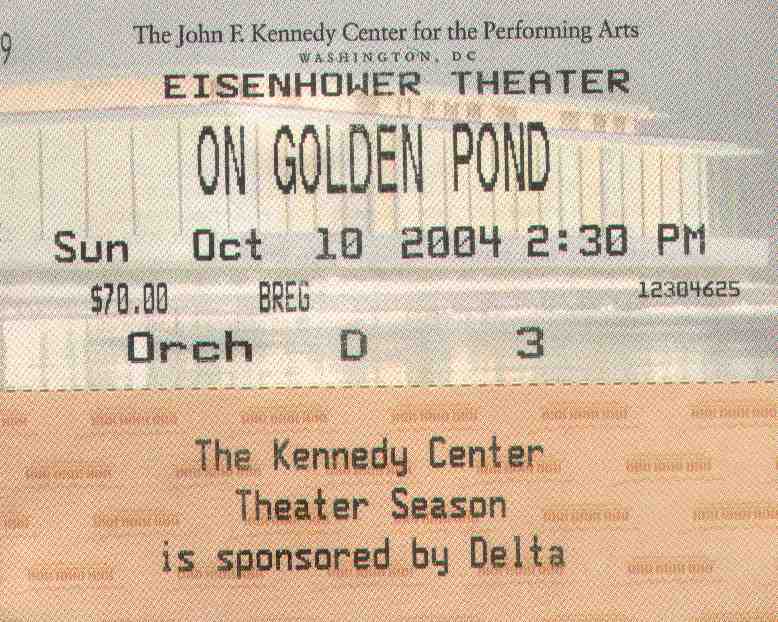 9
The John F. Kennedy Center for the Performing Arts
WASHINGTON, DC
EISENHOWER THEATER
ON GOLDEN POND
Sun Oct 10 2004 2:30 PM
$70.00 BREG 12304625
Orch D 3
The Kennedy Center
Theater Season
is sponsored by Delta